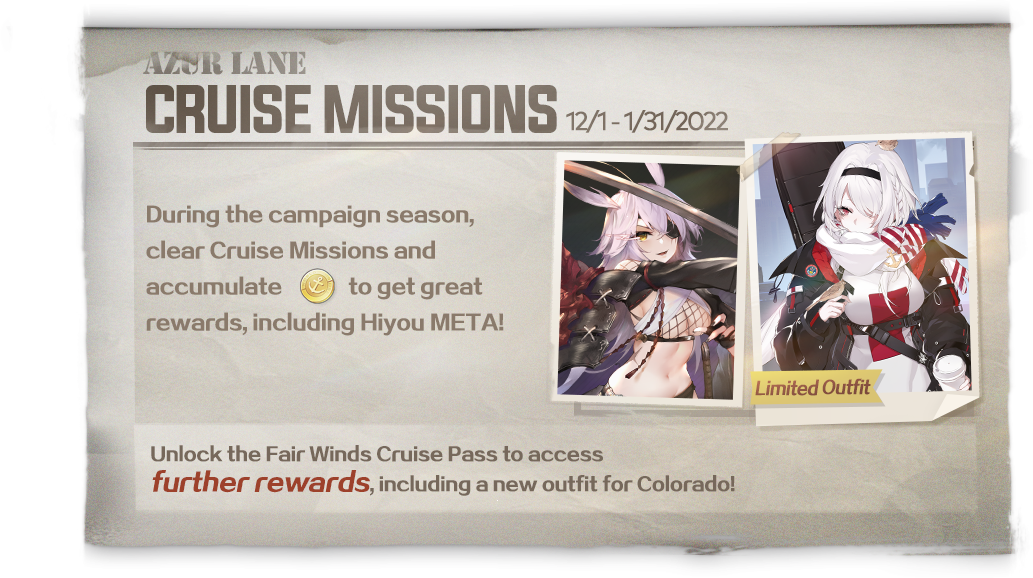 AZUR LANE
CRUISE MISSIONS 12/1 - 1/31/2022
During the campaign season,
clear Cruise Missions and
accumulate to get great
rewards, including Hiyou META!
Limited Outfit
Unlock the Fair Winds Cruise Pass to access
further rewards, including a new outfit for Colorado!